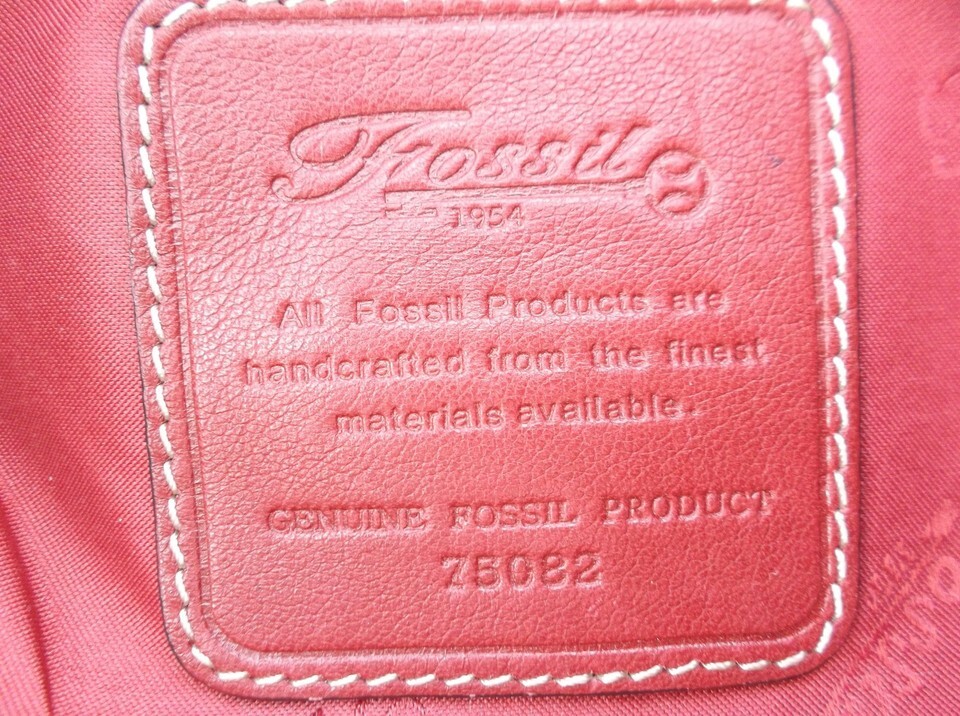 Fossil
1954
All Fossil Products are
handcrafted from the finest
materials available.
GENUINE FOSSIL PRODUCT
75082